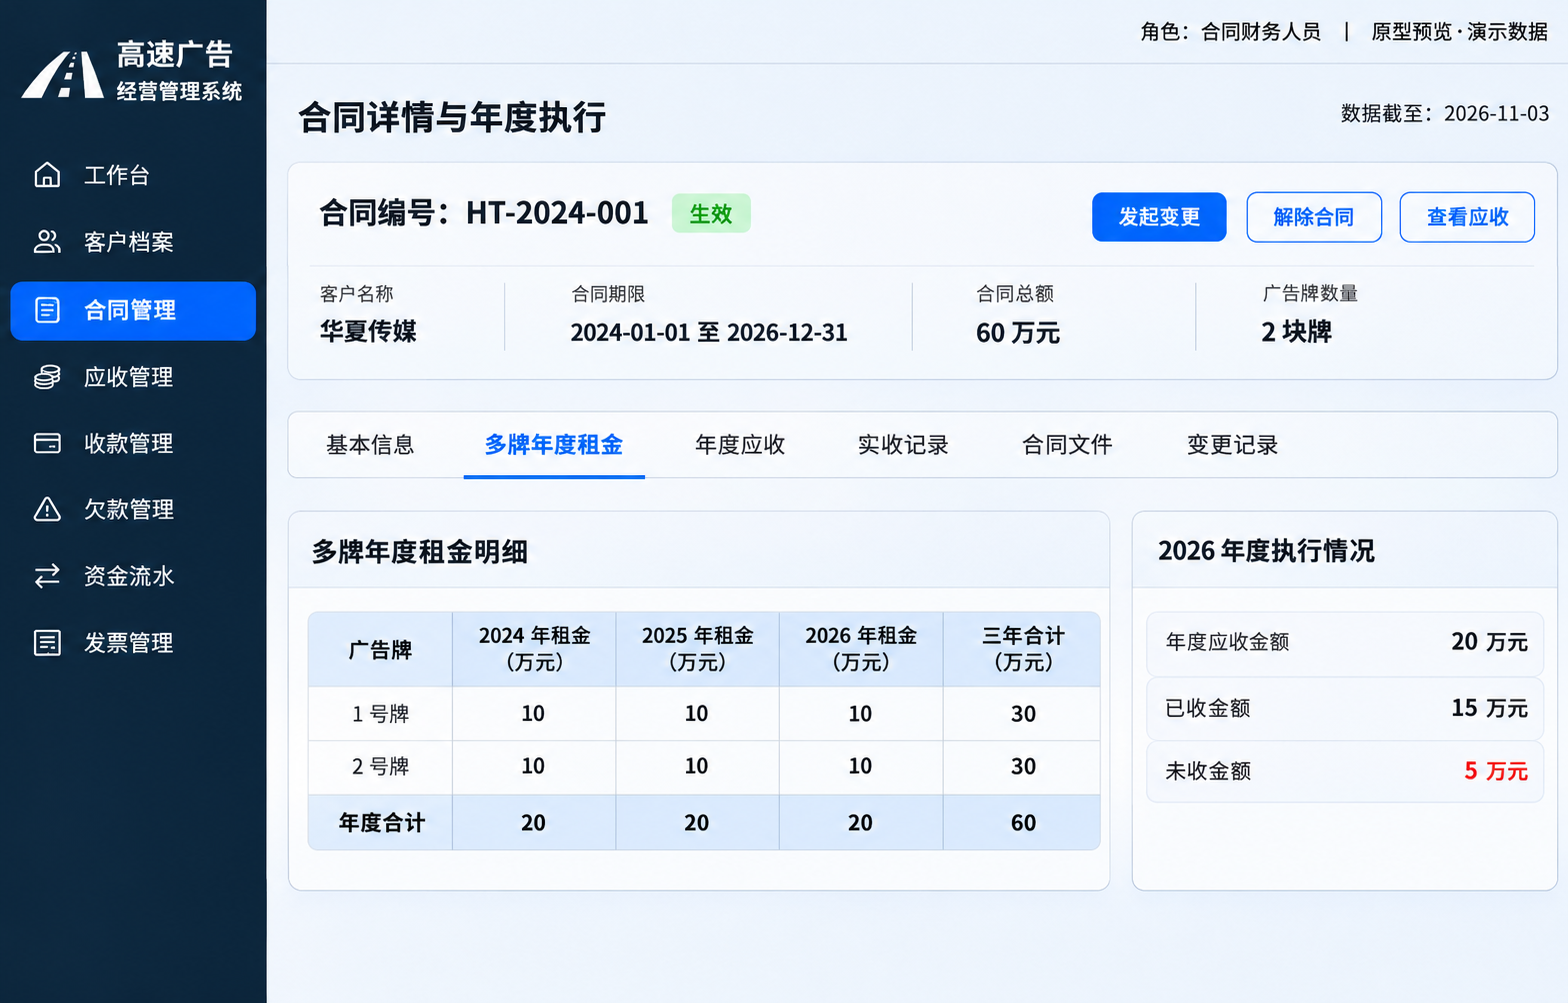 高速广告
经营管理系统
角色：合同财务人员 | 原型预览·演示数据
工作台
客户档案
合同管理
应收管理
收款管理
欠款管理
资金流水
发票管理
合同详情与年度执行
数据截至：2026-11-03
合同编号：HT-2024-001 生效
发起变更 解除合同 查看应收
客户名称 合同期限 合同总额 广告牌数量
华夏传媒 2024-01-01 至 2026-12-31 60 万元 2 块牌
基本信息 多牌年度租金 年度应收 实收记录 合同文件 变更记录
多牌年度租金明细
广告牌 2024 年租金（万元） 2025 年租金（万元） 2026 年租金（万元） 三年合计（万元）
1 号牌 10 10 10 30
2 号牌 10 10 10 30
年度合计 20 20 20 60
2026 年度执行情况
年度应收金额 20 万元
已收金额 15 万元
未收金额 5 万元